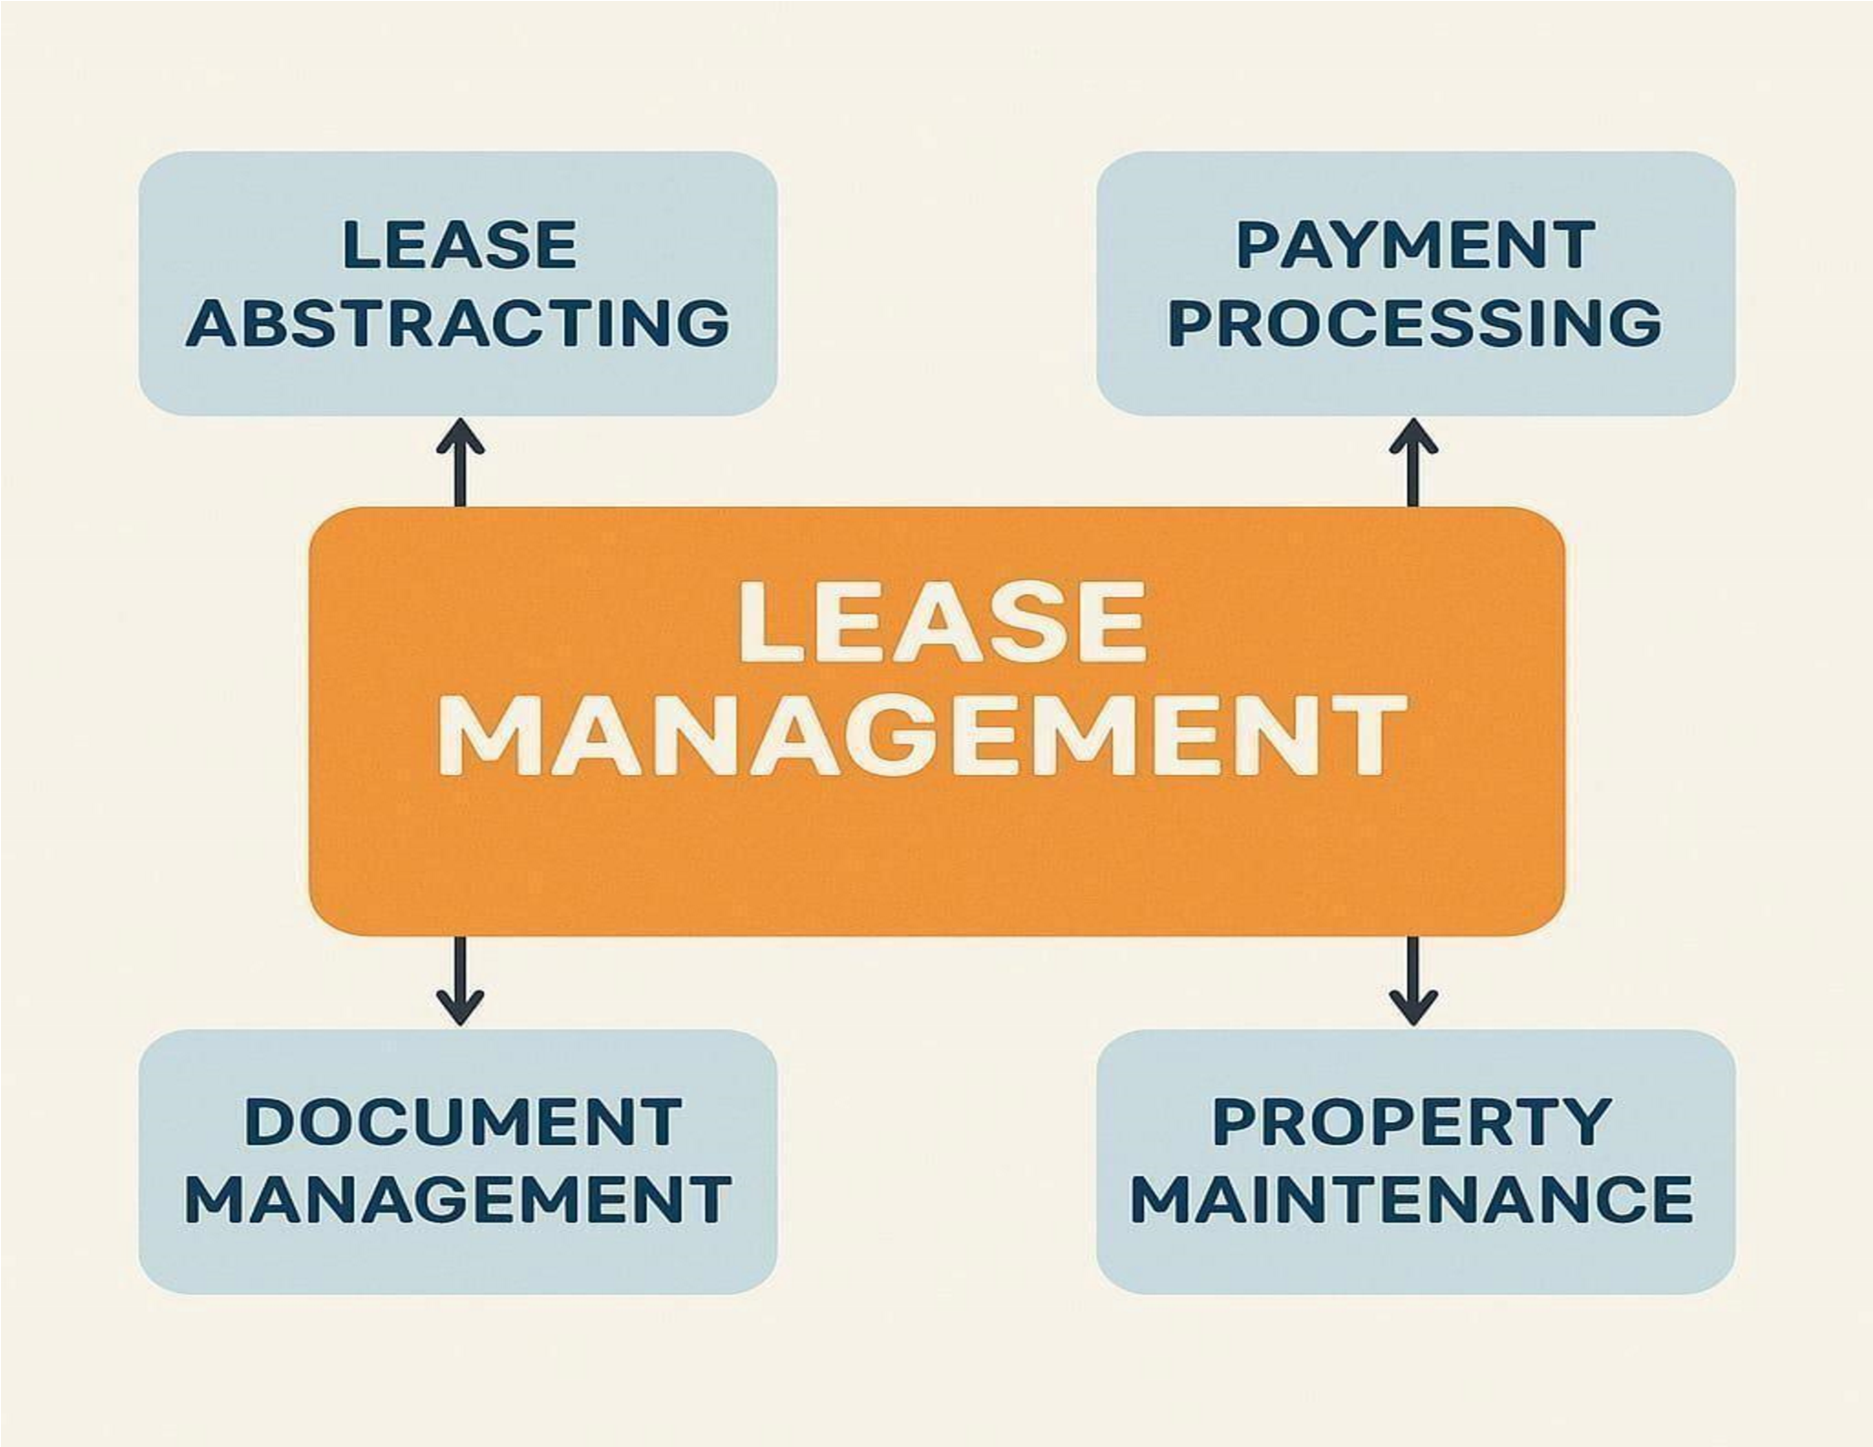 LEASE
ABSTRACTING
PAYMENT
PROCESSING
LEASE
MANAGEMENT
DOCUMENT
MANAGEMENT
PROPERTY
MAINTENANCE